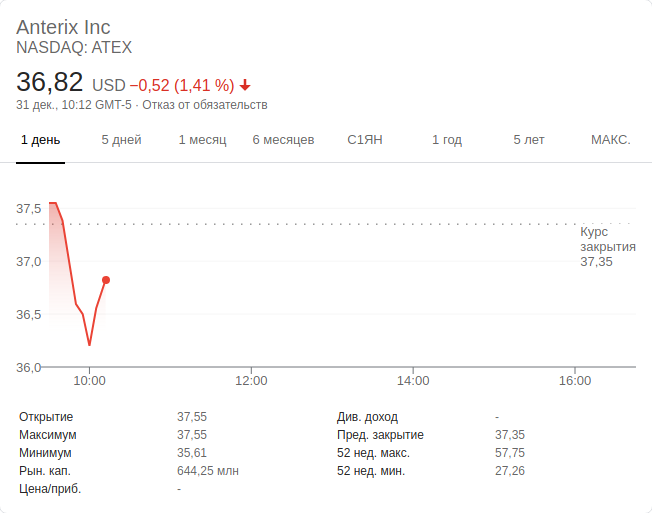 Anterix Inc
NASDAQ: ATEX
36,82 USD −0,52 (1,41 %)
31 дек., 10:12 GMT-5 · Отказ от обязательств
1 день 5 дней 1 месяц 6 месяцев С1ЯН 1 год 5 лет МАКС.
37,5
37,0
36,5
36,0
Курс
закрытия
37,35
10:00 12:00 14:00 16:00
Открытие 37,55 Див. доход -
Максимум 37,55 Пред. закрытие 37,35
Минимум 35,61 52 нед. макс. 57,75
Рын. кап. 644,25 млн 52 нед. мин. 27,26
Цена/приб. -